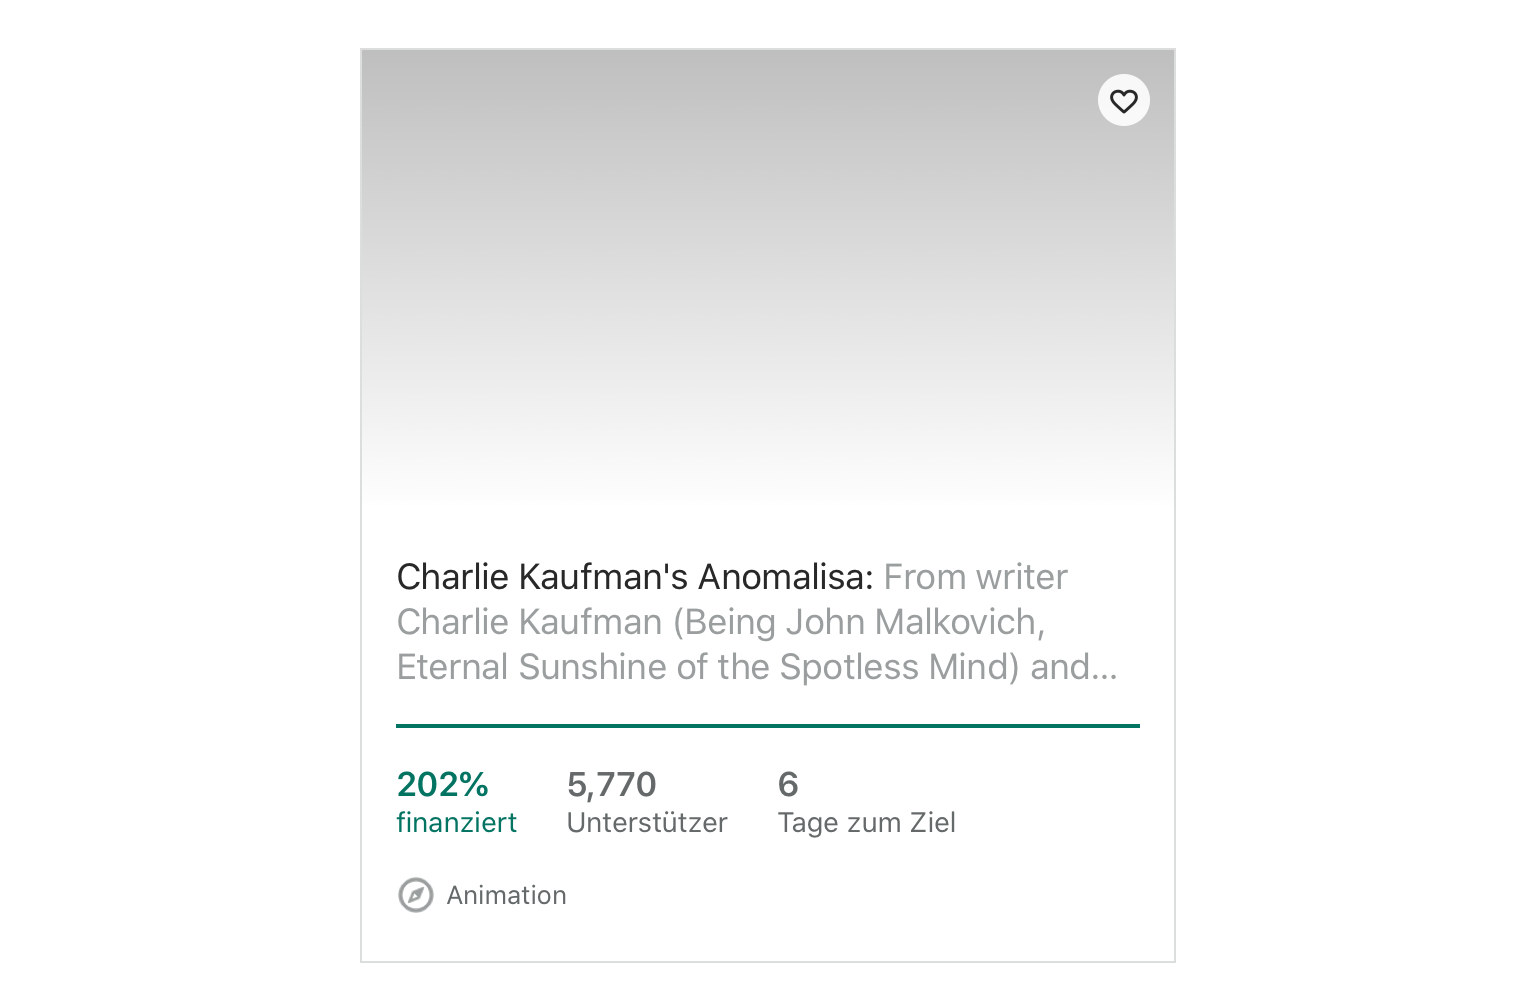 Charlie Kaufman's Anomalisa: From writer
Charlie Kaufman (Being John Malkovich,
Eternal Sunshine of the Spotless Mind) and...
202% 5,770 6
finanziert Unterstützer Tage zum Ziel
Animation